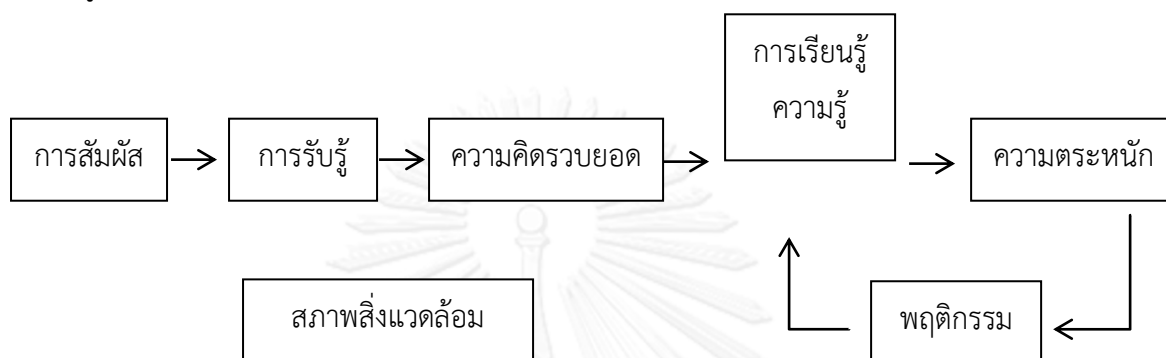 การเรียนรู้
ความรู้
การสัมผัส
การรับรู้
ความคิดรวบยอด
ความตระหนัก
สภาพสิ่งแวดล้อม
พฤติกรรม